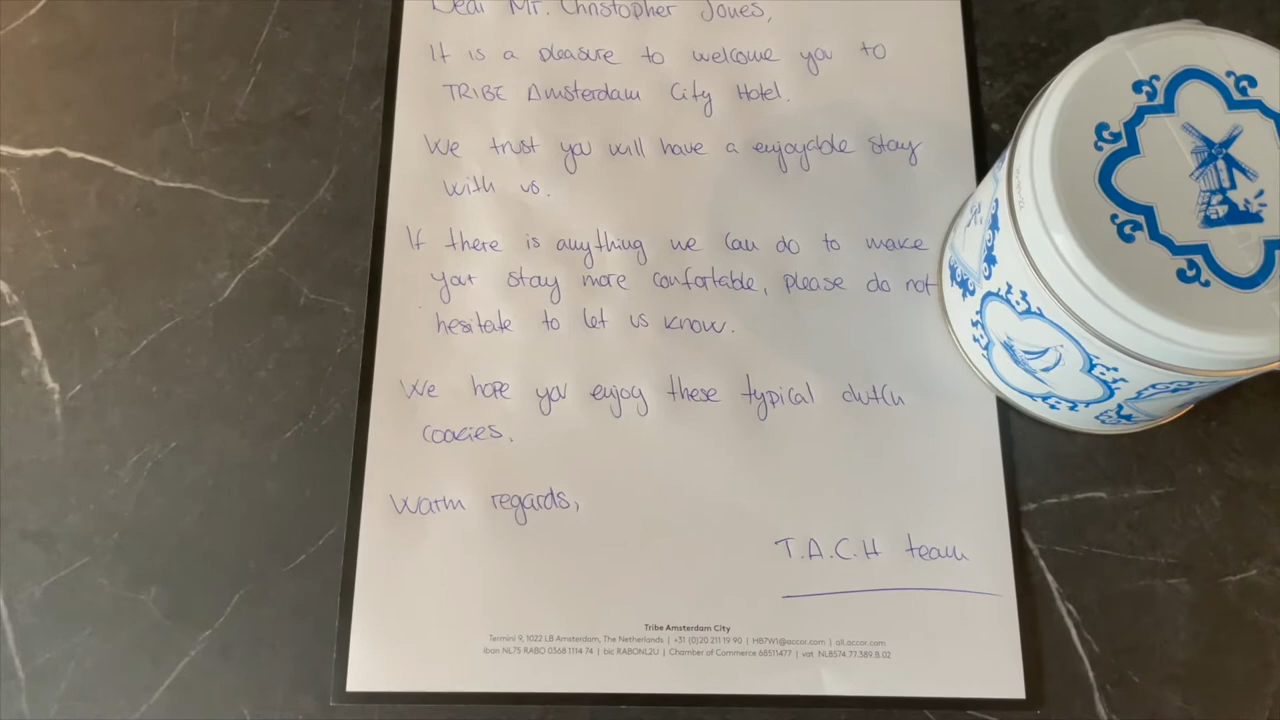 Dear Mr. Christopher Jones,
It is a pleasure to welcome you to
TRIBE Amsterdam City Hotel.
We trust you will have a enjoyable stay
with us.
If there is anything we can do to make
your stay more confortable, please do not
hesitate to let us know.
We hope you enjoy these typical dutch
cookies.
Warm regards,
T.A.C.H team
Tribe Amsterdam City
Termini 9, 1022 LB Amsterdam, The Netherlands | +31 (0)20 211 19 90 | HB7W1@accor.com | all.accor.com
iban NL75 RABO 0368 1114 74 | bic RABONL2U | Chamber of Commerce 68511477 | vat NL8574.77.389.B.02